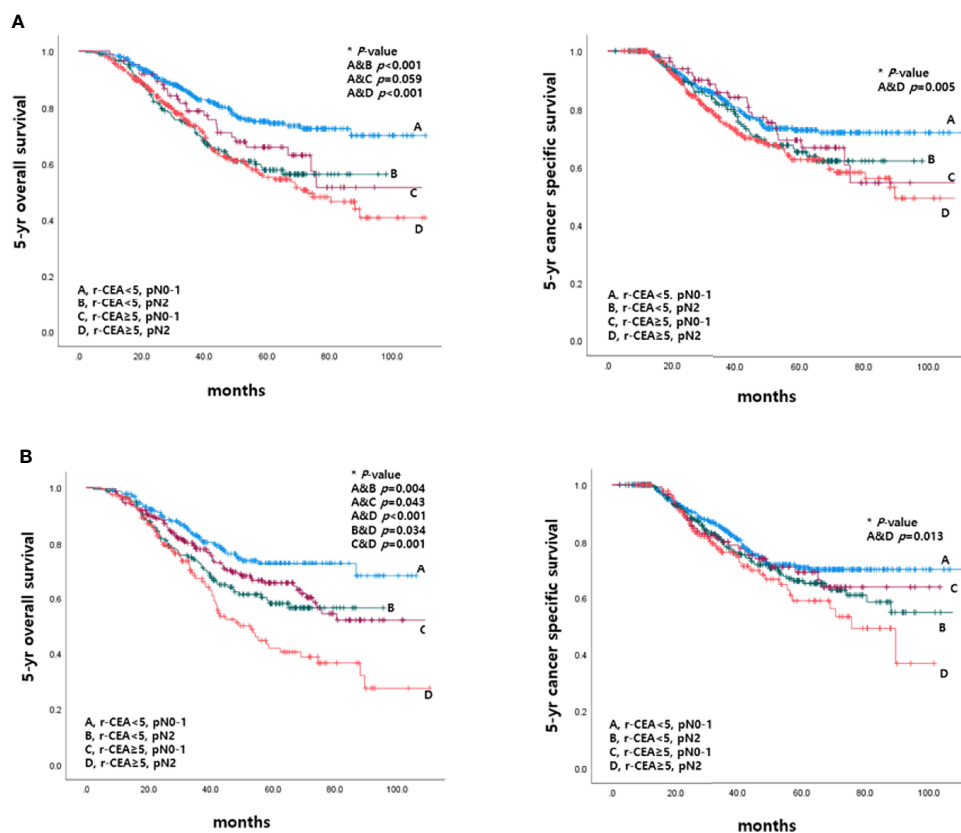 A
* P-value
A&B p<0.001
A&C p=0.059
A&D p<0.001
5-yr overall survival
1.0
0.8
0.6
0.4
0.2
0.0
A
B
C
D
A, r-CEA<5, pN0-1
B, r-CEA<5, pN2
C, r-CEA≥5, pN0-1
D, r-CEA≥5, pN2
.0 20.0 40.0 60.0 80.0 100.0
months
* P-value
A&D p=0.005
5-yr cancer specific survival
1.0
0.8
0.6
0.4
0.2
0.0
A
B
C
D
A. r-CEA<5, pN0-1
B, r-CEA<5, pN2
C, r-CEA≥5, pN0-1
D, r-CEA≥5, pN2
.0 20.0 40.0 60.0 80.0 100.0
months
B
* P-value
A&B p=0.004
A&C p=0.043
A&D p<0.001
B&D p=0.034
C&D p=0.001
5-yr overall survival
1.0
0.8
0.6
0.4
0.2
0.0
A
B
C
D
A, r-CEA<5, pN0-1
B, r-CEA<5, pN2
C, r-CEA≥5, pN0-1
D, r-CEA≥5, pN2
.0 20.0 40.0 60.0 80.0 100.0
months
* P-value
A&D p=0.013
5-yr cancer specific survival
1.0
0.8
0.6
0.4
0.2
0.0
A
C
B
D
A, r-CEA<5, pN0-1
B, r-CEA<5, pN2
C, r-CEA≥5, pN0-1
D, r-CEA≥5, pN2
.0 20.0 40.0 60.0 80.0 100.0
months